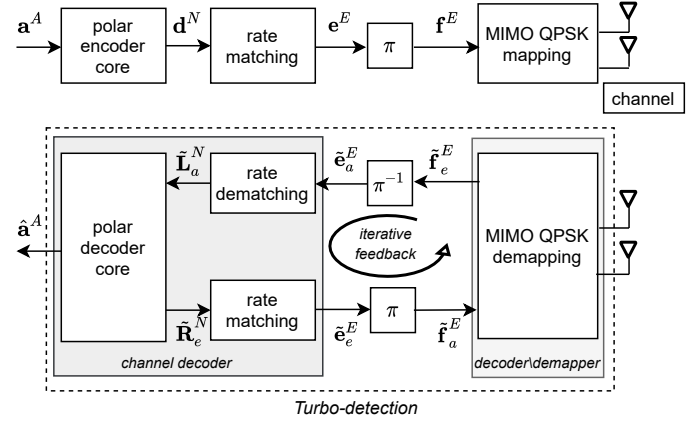 𝐚^A
polar
encoder
core
𝐝^N
rate
matching
𝐞^E
π
𝐟^E
MIMO QPSK
mapping
channel
L̃_a^N
rate
dematching
ẽ_a^E
π^{-1}
f̃_e^E
â^A
polar
decoder
core
iterative
feedback
MIMO QPSK
demapping
R̃_e^N
rate
matching
ẽ_e^E
π
f̃_a^E
channel decoder
decoder\demapper
Turbo-detection